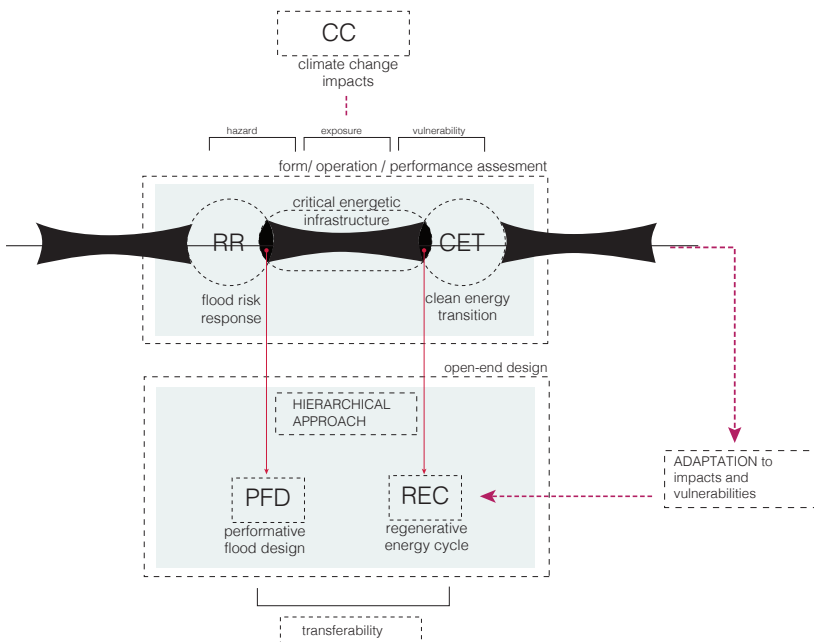 CC
climate change
impacts
hazard
exposure
vulnerability
form/ operation / performance assesment
critical energetic
infrastructure
RR
CET
flood risk
response
clean energy
transition
open-end design
HIERARCHICAL
APPROACH
ADAPTATION to
impacts and
vulnerabilities
PFD
REC
performative
flood design
regenerative
energy cycle
transferability